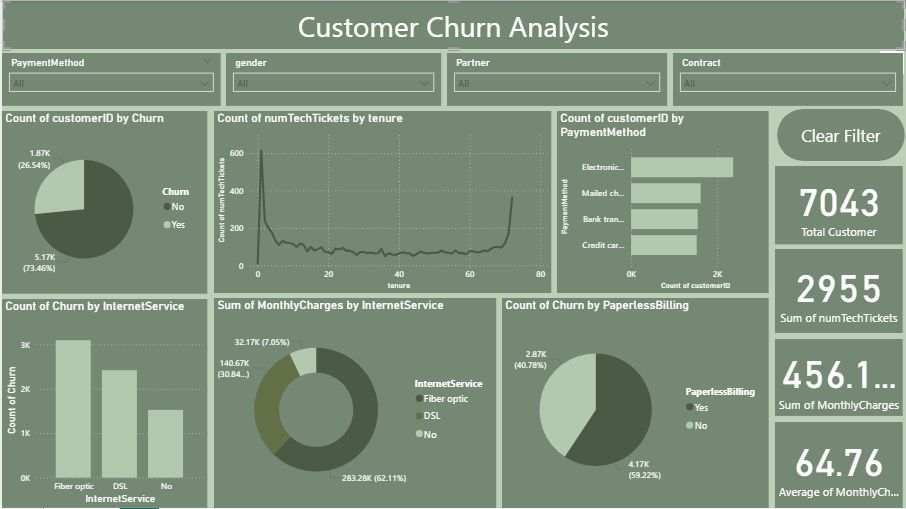 Customer Churn Analysis
PaymentMethod
All
gender
All
Partner
All
Contract
All
Count of customerID by Churn
1.87K
(26.54%)
5.17K
(73.46%)
Churn
No
Yes
Count of numTechTickets by tenure
Count of numTechTickets
600
400
200
0
0
20
40
60
80
tenure
Count of customerID by
PaymentMethod
PaymentMethod
Electronic...
Mailed ch...
Bank tran...
Credit car...
0K
2K
Count of customerID
Clear Filter
7043
Total Customer
2955
Sum of numTechTickets
456.1...
Sum of MonthlyCharges
64.76
Average of MonthlyCh...
Count of Churn by InternetService
Count of Churn
3K
2K
1K
0K
Fiber optic
DSL
No
InternetService
Sum of MonthlyCharges by InternetService
32.17K (7.05%)
140.67K
(30.84...)
283.28K (62.11%)
InternetService
Fiber optic
DSL
No
Count of Churn by PaperlessBilling
2.87K
(40.78%)
4.17K
(59.22%)
PaperlessBilling
Yes
No